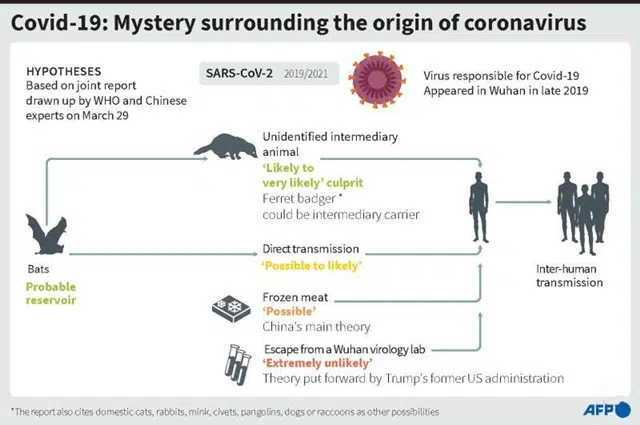 Covid-19: Mystery surrounding the origin of coronavirus
HYPOTHESES
Based on joint report
drawn up by WHO and Chinese
experts on March 29
SARS-CoV-2 2019/2021
Virus responsible for Covid-19
Appeared in Wuhan in late 2019
Unidentified intermediary
animal
‘Likely to
very likely’ culprit
Ferret badger *
could be intermediary carrier
Bats
Probable
reservoir
Direct transmission
‘Possible to likely’
Inter-human
transmission
Frozen meat
‘Possible’
China's main theory
Escape from a Wuhan virology lab
‘Extremely unlikely’
Theory put forward by Trump's former US administration
*The report also cites domestic cats, rabbits, mink, civets, pangolins, dogs or raccoons as other possibilities
AFP